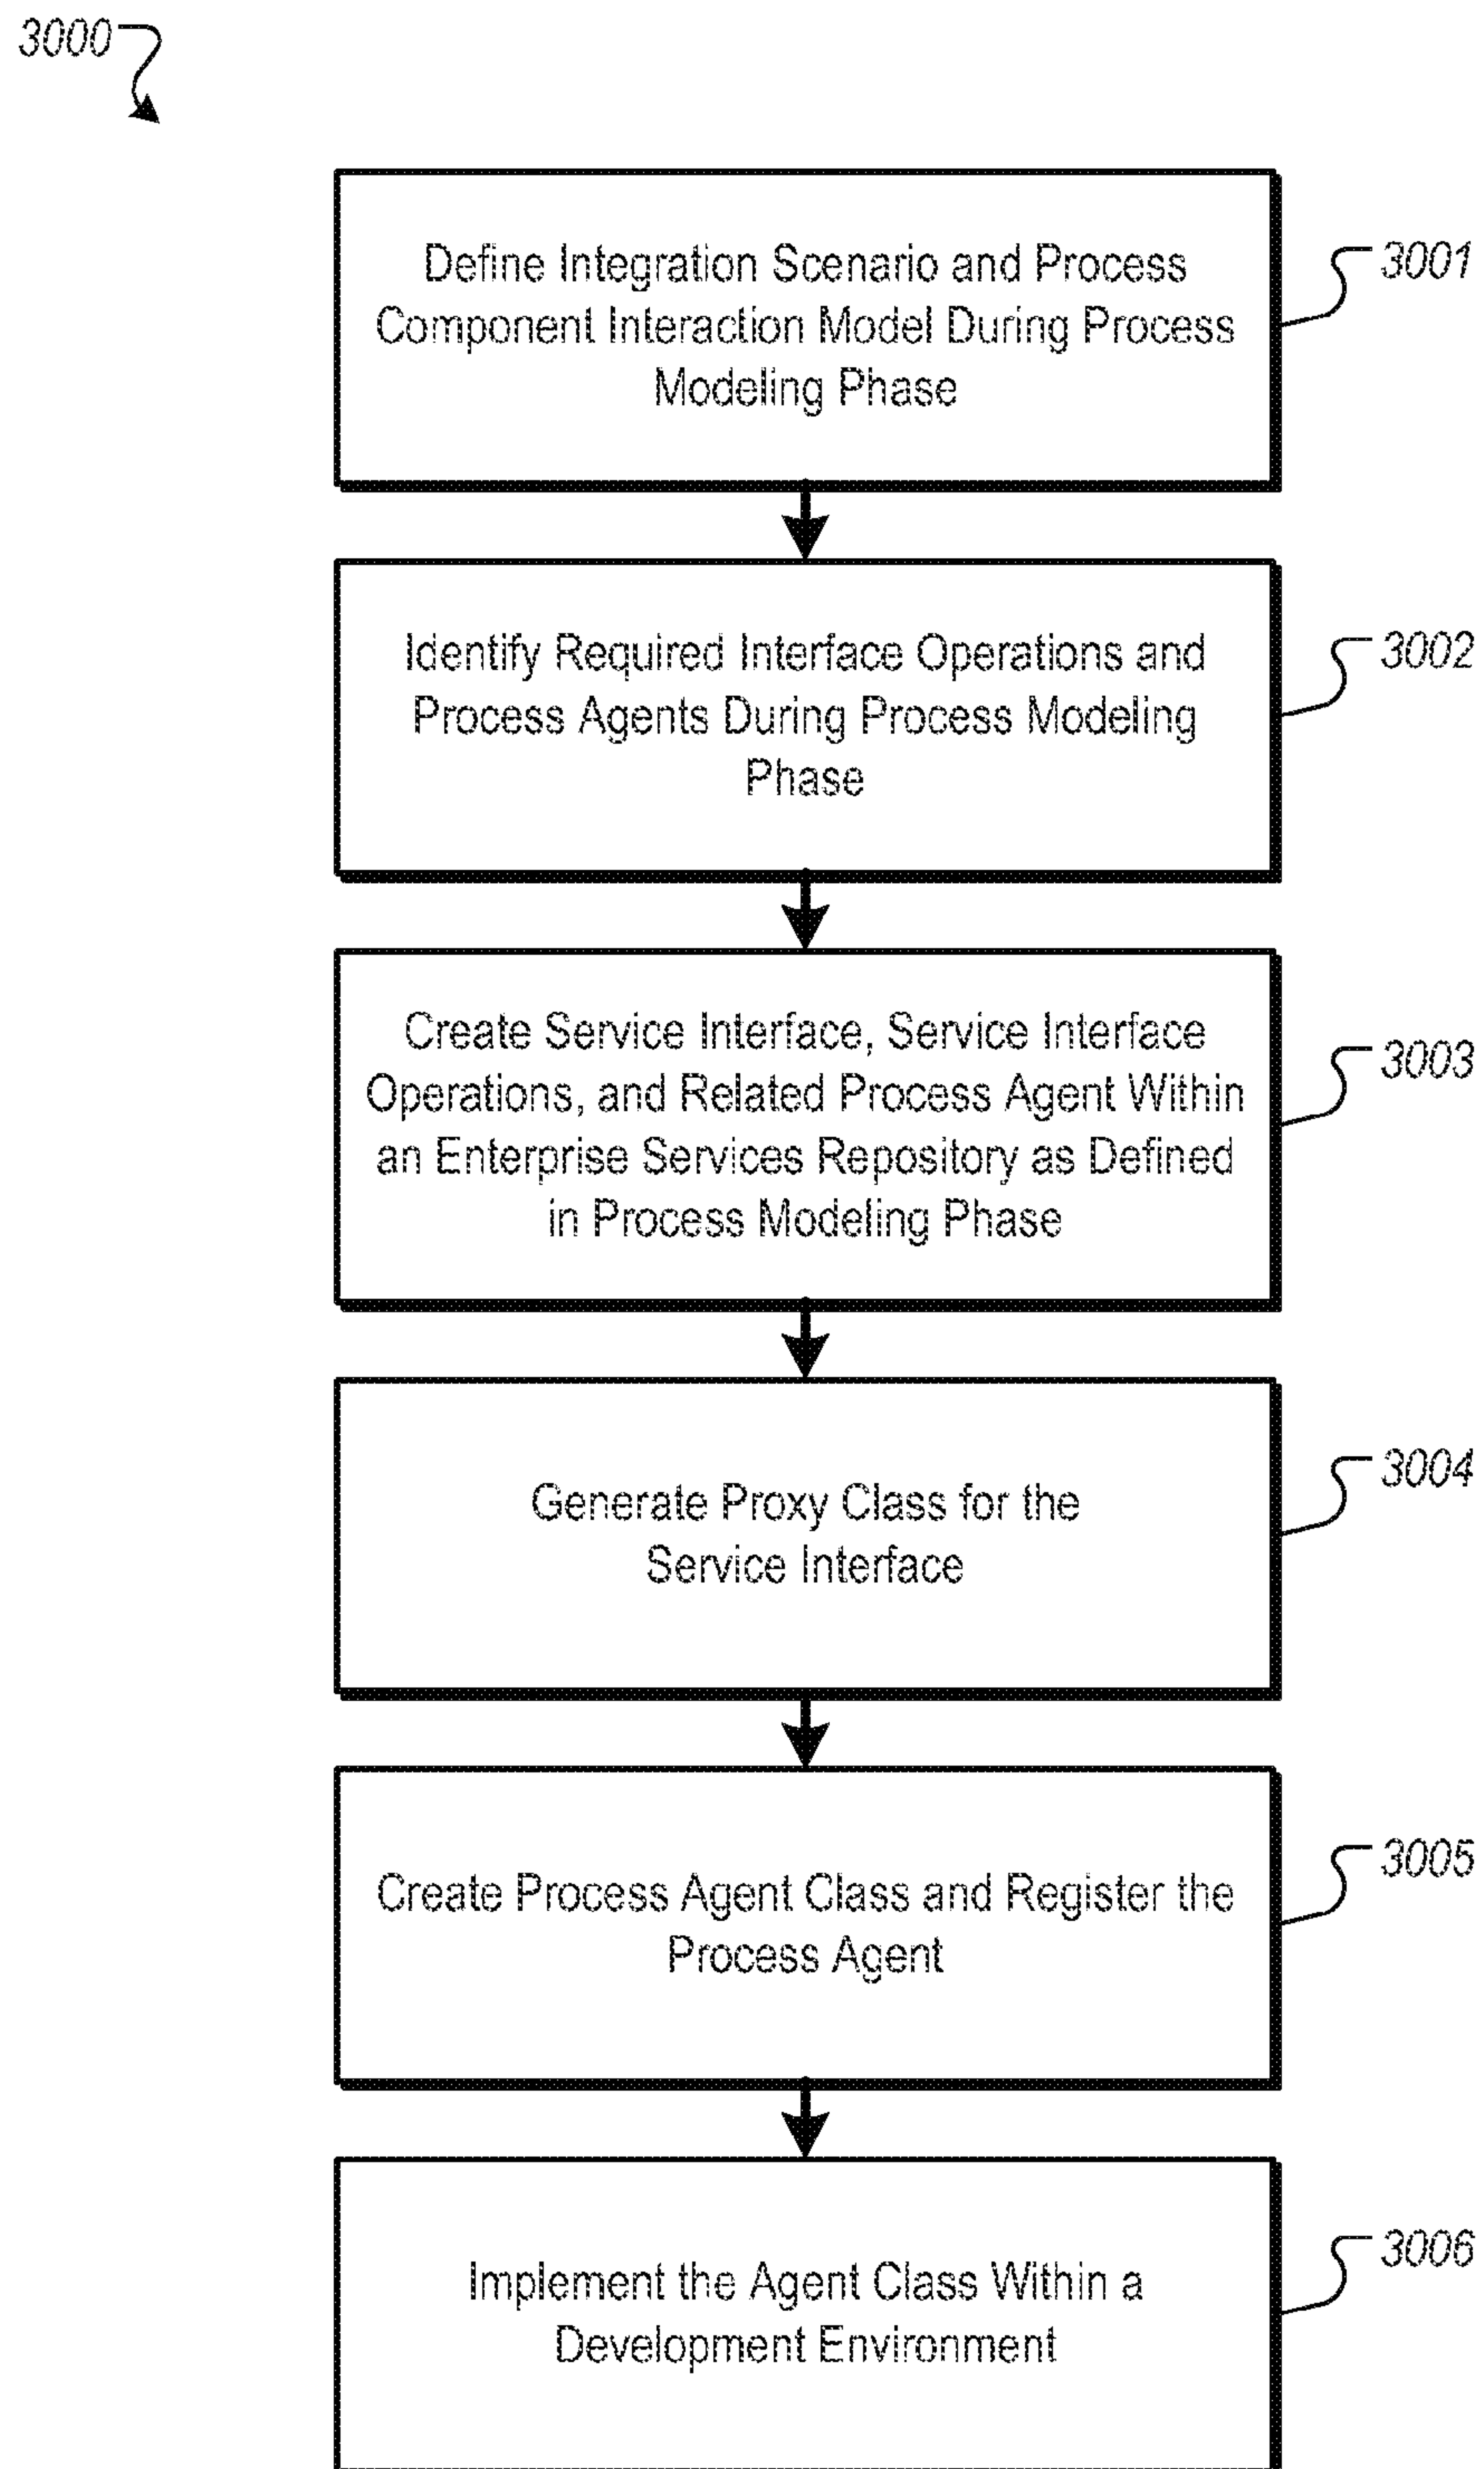 3000
Define Integration Scenario and Process
Component Interaction Model During Process
Modeling Phase
3001
Identify Required Interface Operations and
Process Agents During Process Modeling
Phase
3002
Create Service Interface, Service Interface
Operations, and Related Process Agent Within
an Enterprise Services Repository as Defined
in Process Modeling Phase
3003
Generate Proxy Class for the
Service Interface
3004
Create Process Agent Class and Register the
Process Agent
3005
Implement the Agent Class Within a
Development Environment
3006